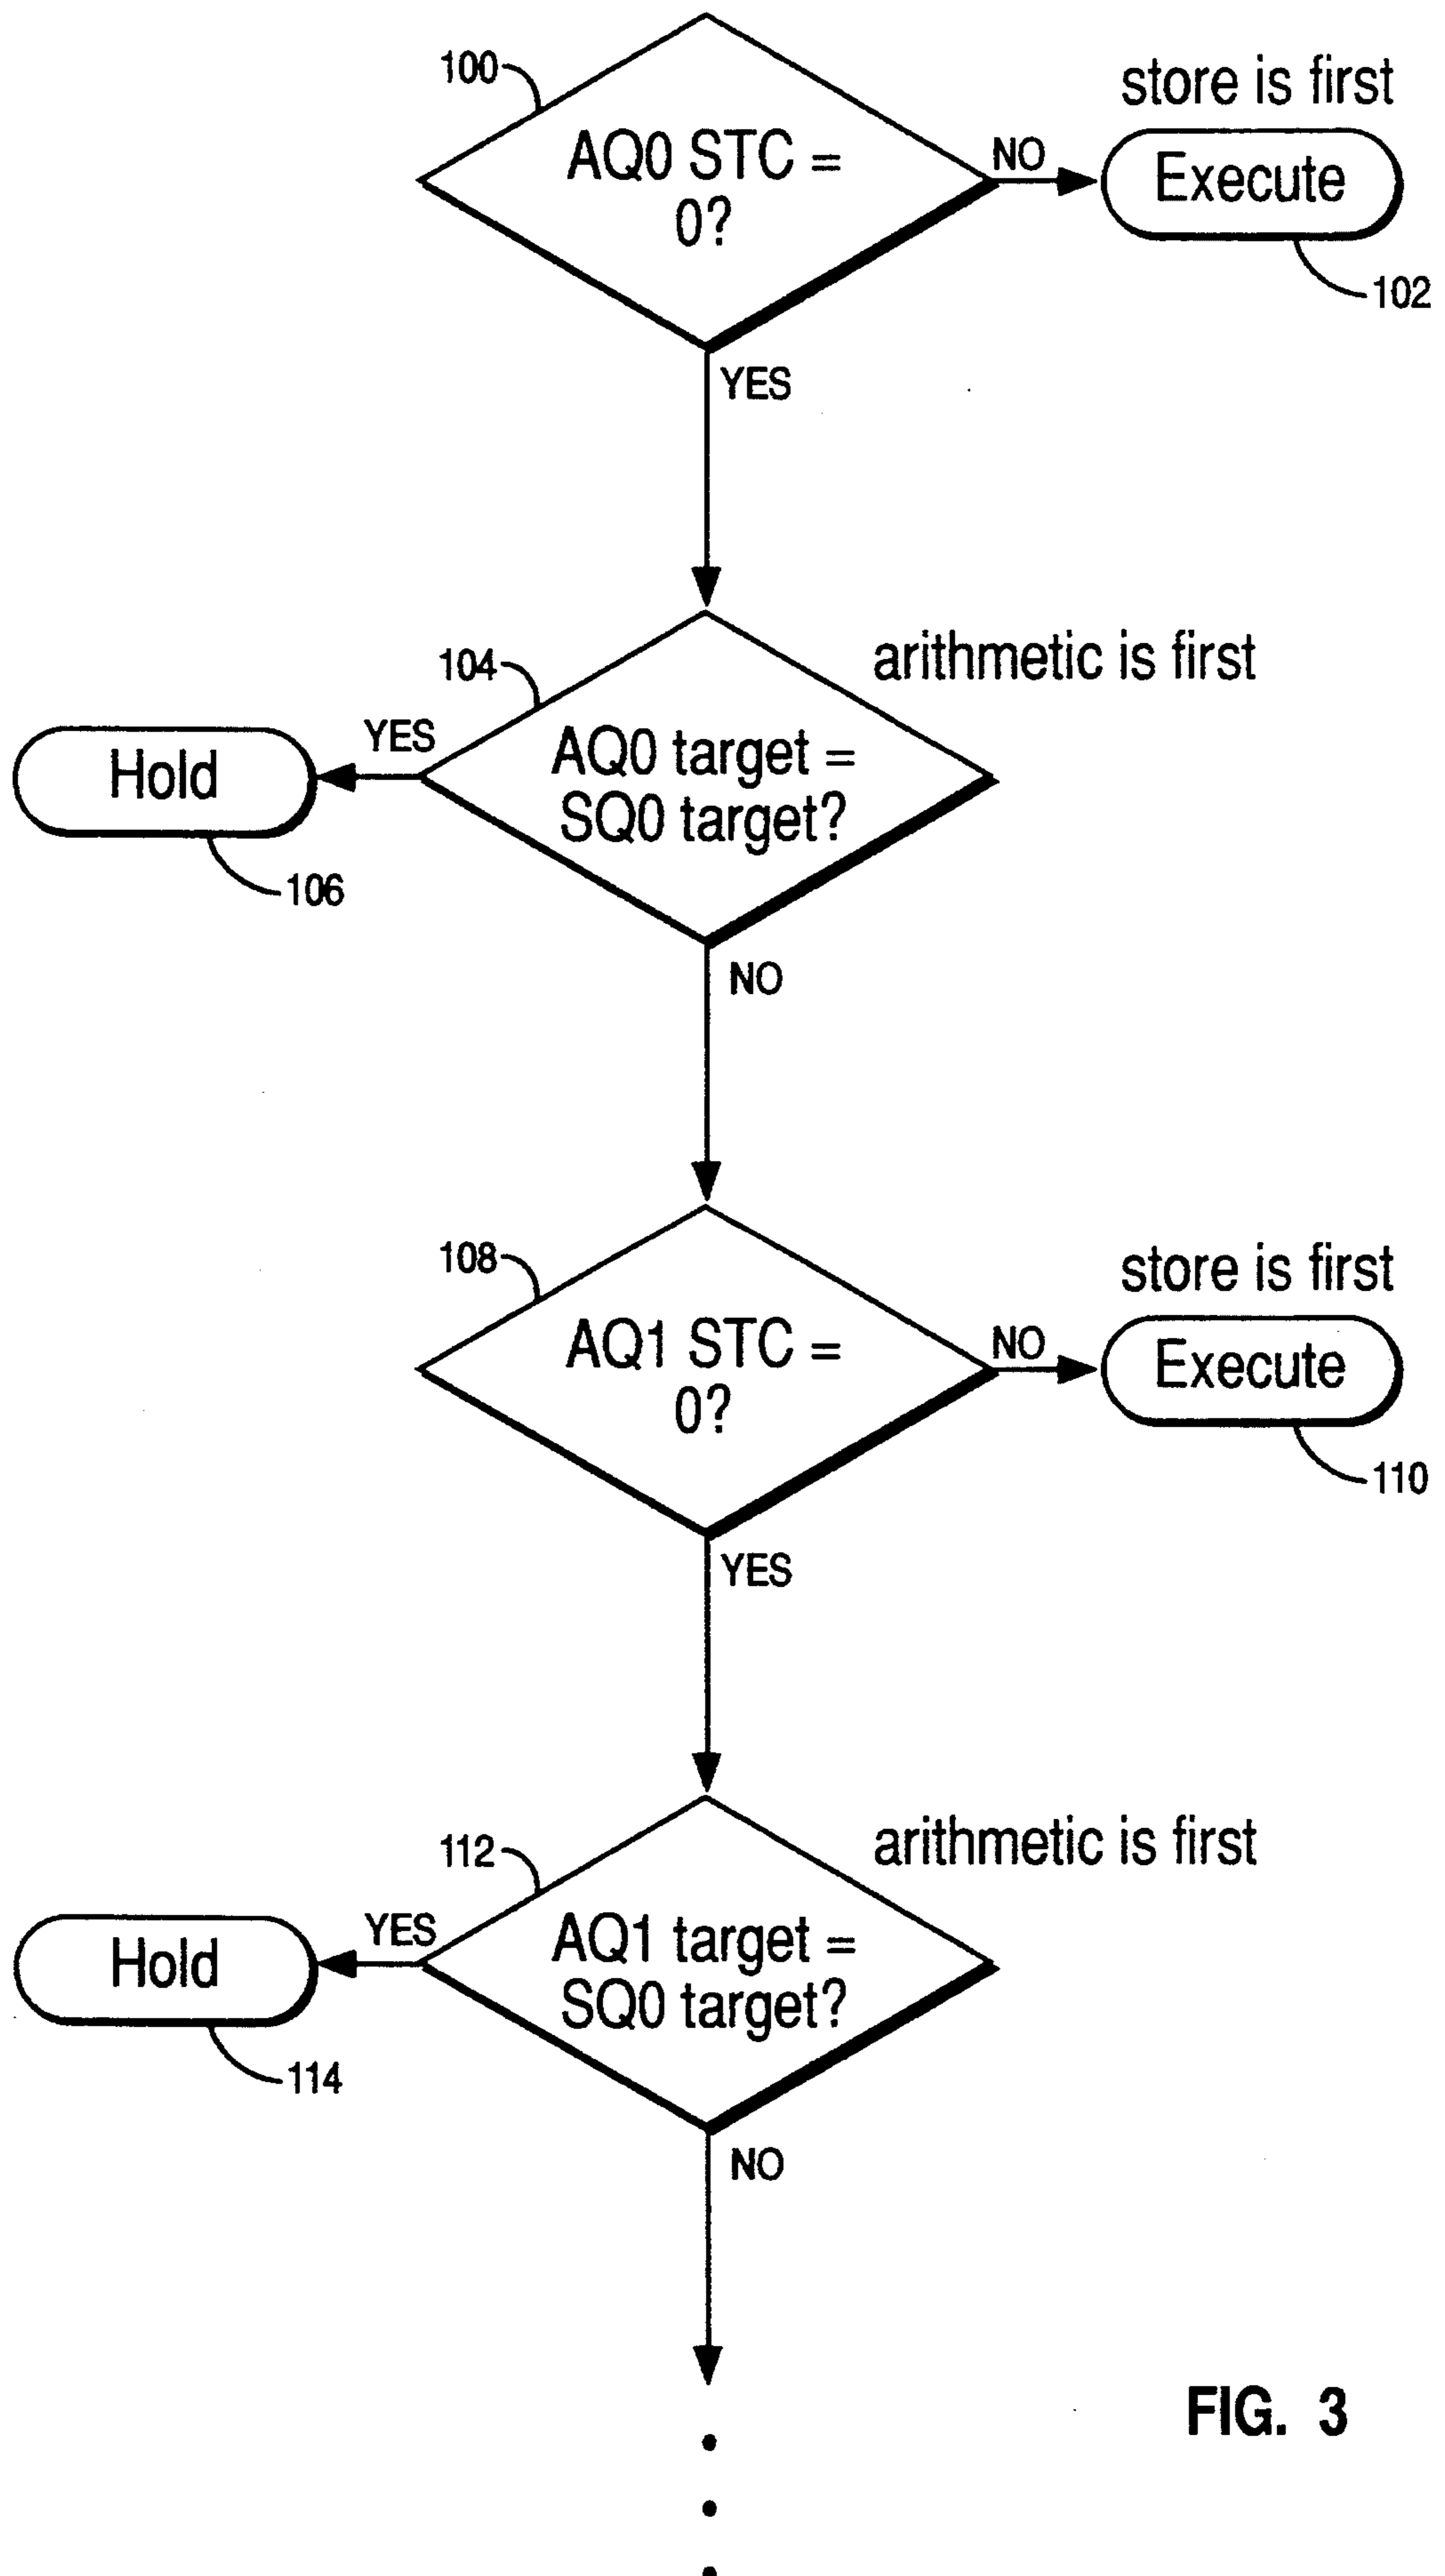 100
store is first
AQ0 STC =
0?
NO
Execute
102
YES
104
arithmetic is first
YES
Hold
AQ0 target =
SQ0 target?
106
NO
108
store is first
AQ1 STC =
0?
NO
Execute
110
YES
112
arithmetic is first
YES
Hold
AQ1 target =
SQ0 target?
114
NO
FIG. 3